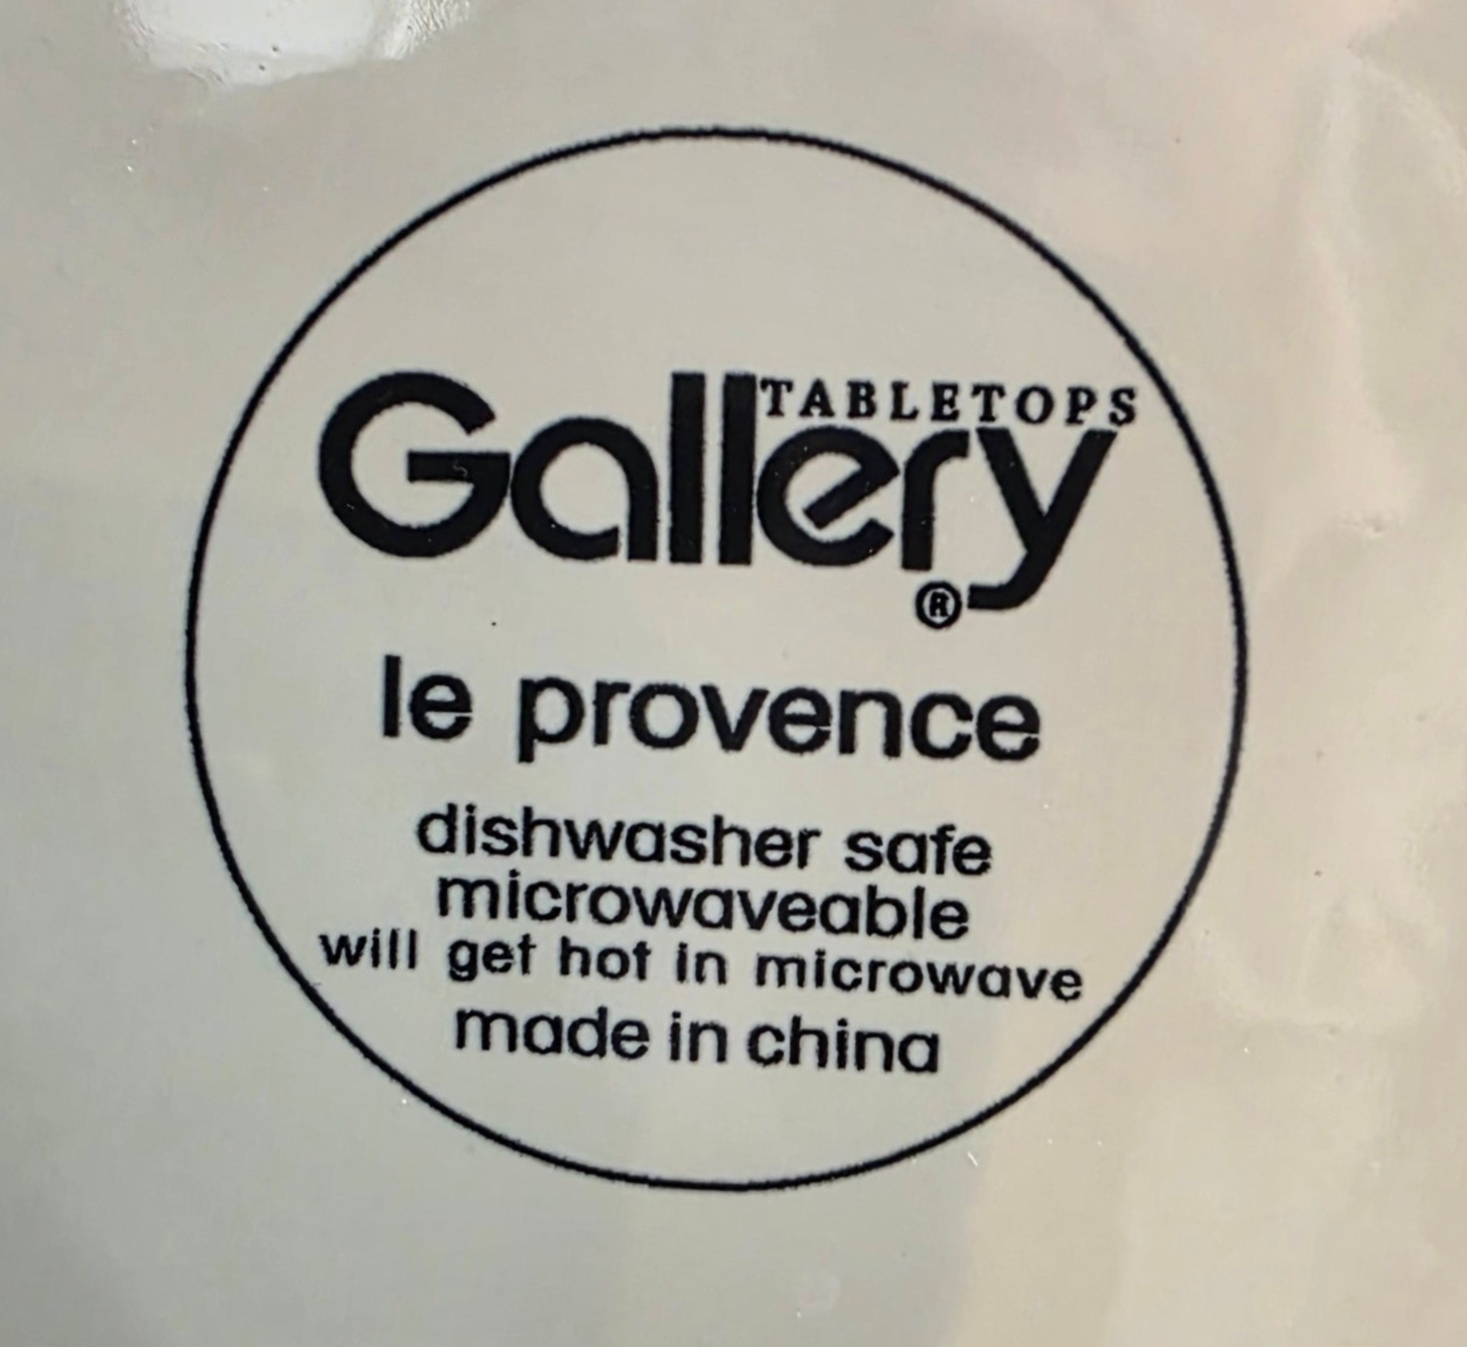 TABLETOPS
Gallery
®
le provence
dishwasher safe
microwaveable
will get hot in microwave
made in china